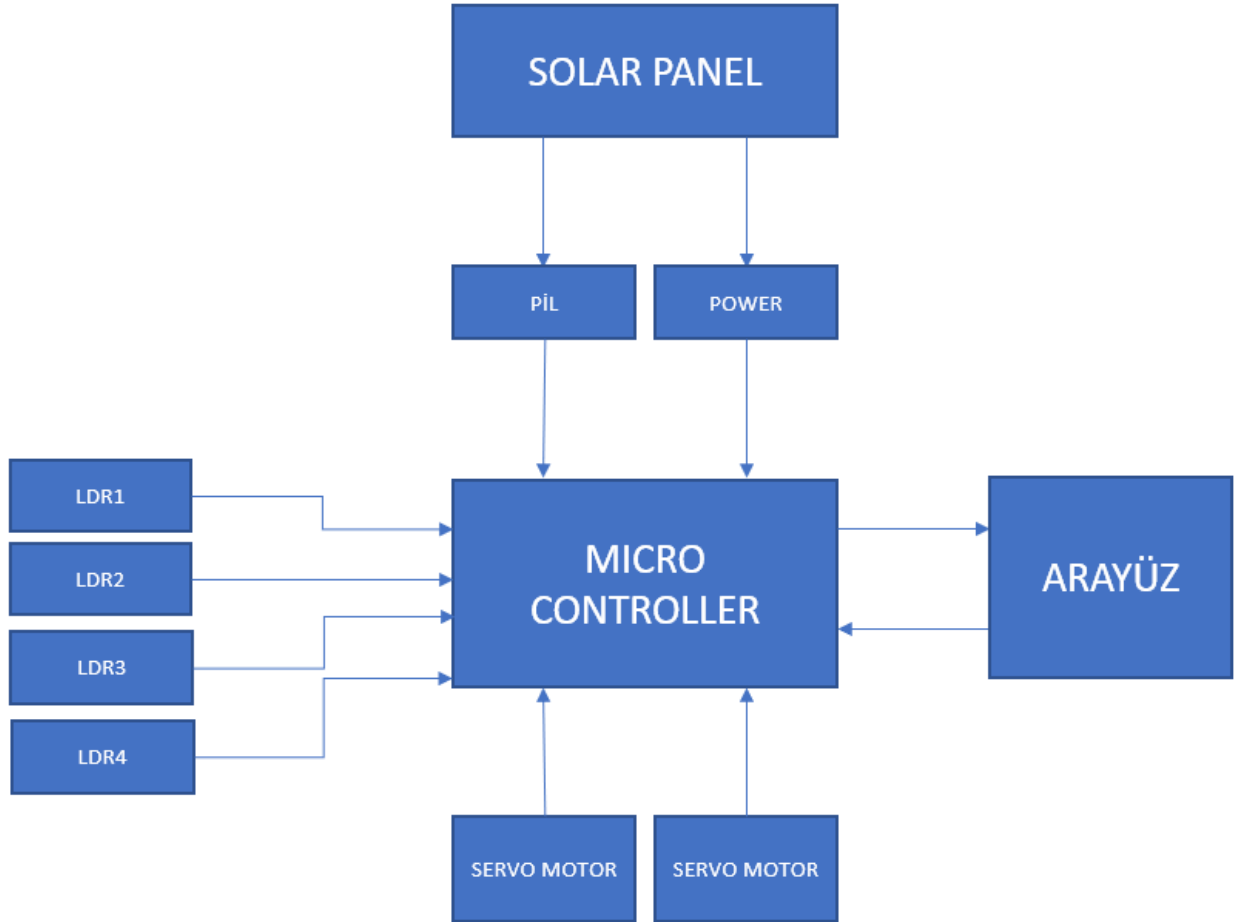 SOLAR PANEL
PİL
POWER
LDR1
LDR2
LDR3
LDR4
MICRO
CONTROLLER
ARAYÜZ
SERVO MOTOR
SERVO MOTOR